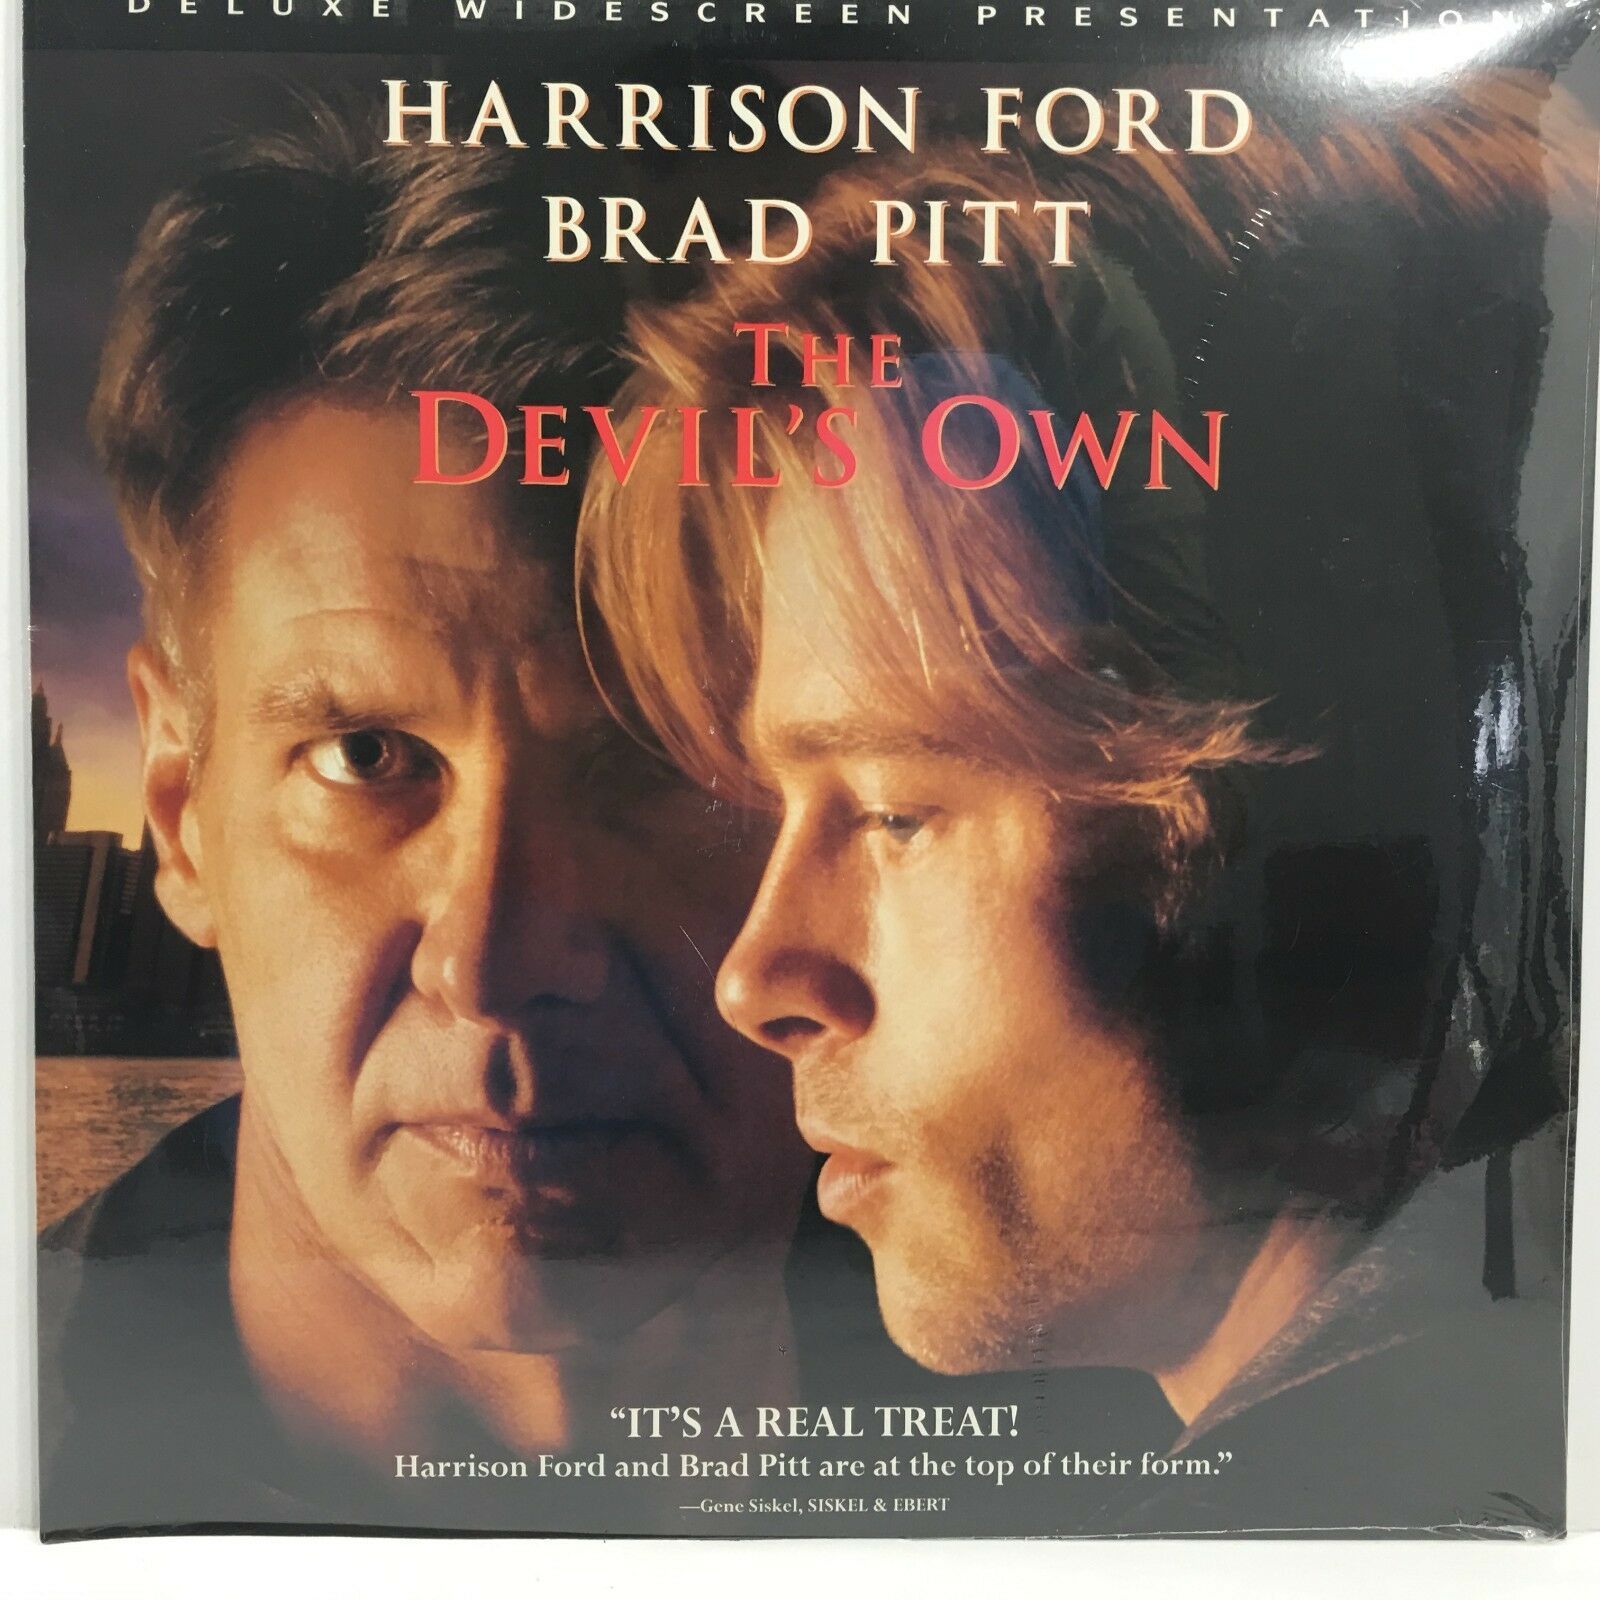 DELUXE WIDESCREEN PRESENTATION
HARRISON FORD
BRAD PITT
THE
DEVIL'S OWN
“IT'S A REAL TREAT!
Harrison Ford and Brad Pitt are at the top of their form.”
—Gene Siskel, SISKEL & EBERT